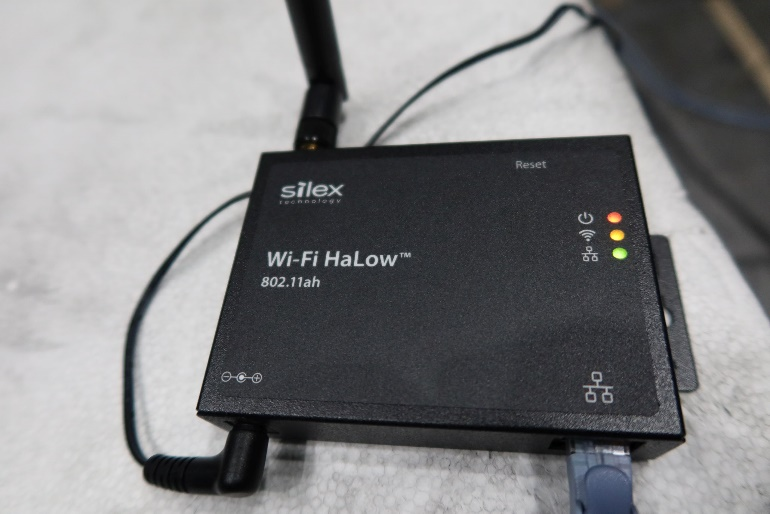 Reset
silex
technology
Wi-Fi HaLow™
802.11ah